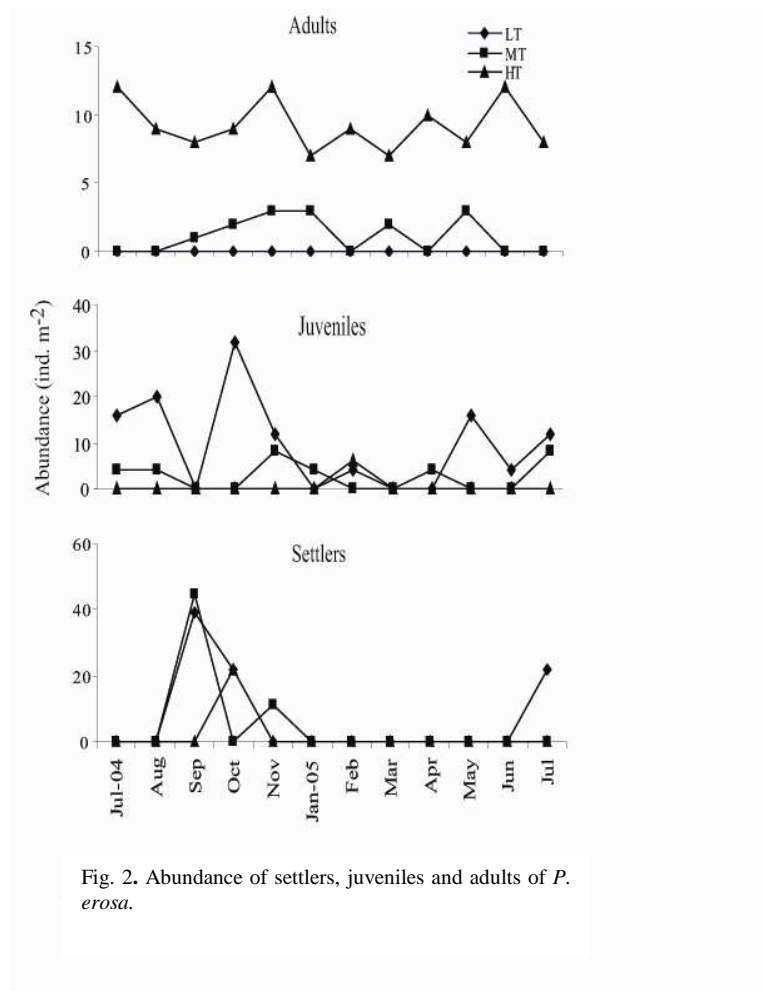 Adults
LT
MT
HT
15
10
5
0
Abundance (ind. m-2)
Juveniles
40
30
20
10
0
Settlers
60
40
20
0
Jul-04 Aug Sep Oct Nov Jan-05 Feb Mar Apr May Jun Jul
Fig. 2. Abundance of settlers, juveniles and adults of P.
erosa.